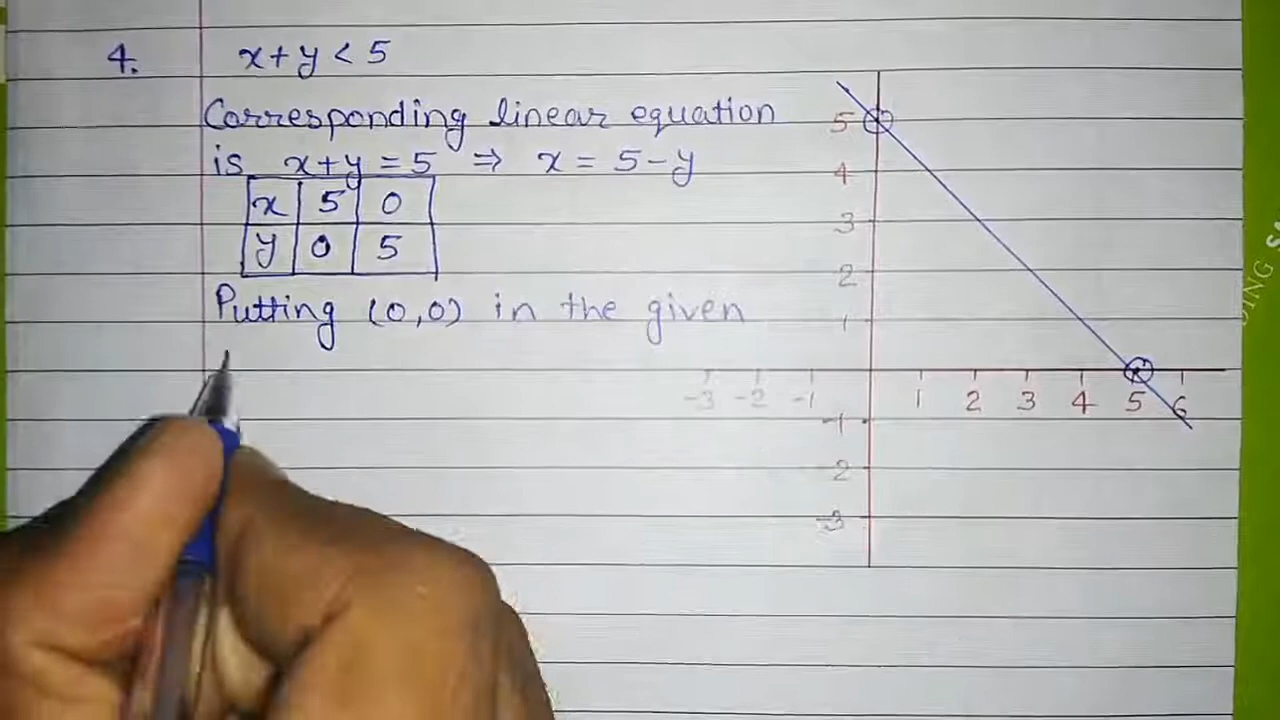 4. x+y < 5
Corresponding linear equation
is x+y = 5 ⇒ x = 5-y
x 5 0
y 0 5
Putting (0,0) in the given
5
4
3
2
1
-3 -2 -1 1 2 3 4 5 6
-1
-2
-3